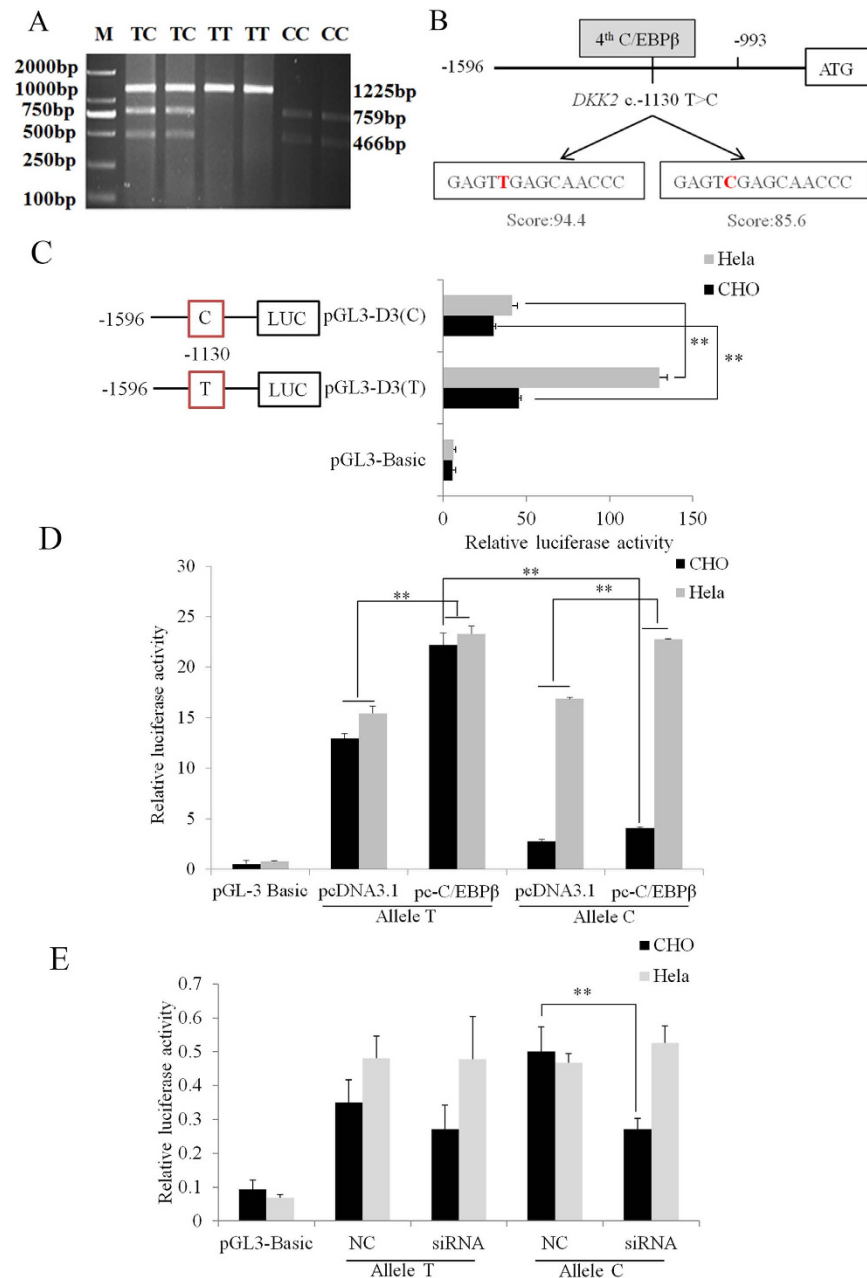 A
M TC TC TT TT CC CC
2000bp
1000bp
750bp
500bp
250bp
100bp
1225bp
759bp
466bp
B
4th C/EBPβ
-993
-1596
ATG
DKK2 c.-1130 T>C
GAGTTGAGCAACCC
GAGTCGAGCAACCC
Score:94.4
Score:85.6
C
Hela
CHO
-1596 C LUC pGL3-D3(C)
-1130
-1596 T LUC pGL3-D3(T)
pGL3-Basic
**
**
0 50 100 150
Relative luciferase activity
D
CHO
Hela
Relative luciferase activity
30
25
20
15
10
5
0
**
**
**
pGL-3 Basic pcDNA3.1 pc-C/EBPβ pcDNA3.1 pc-C/EBPβ
Allele T Allele C
E
CHO
Hela
Relative luciferase activity
0.7
0.6
0.5
0.4
0.3
0.2
0.1
0
**
pGL3-Basic NC siRNA NC siRNA
Allele T Allele C